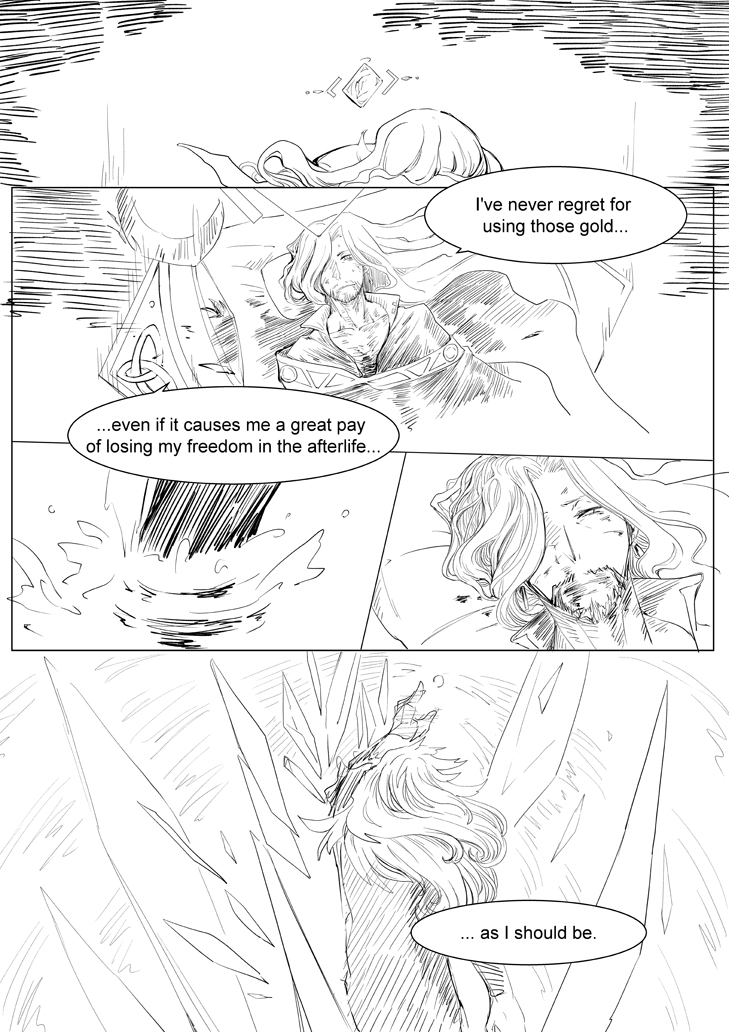 I've never regret for
using those gold...
...even if it causes me a great pay
of losing my freedom in the afterlife...
... as I should be.